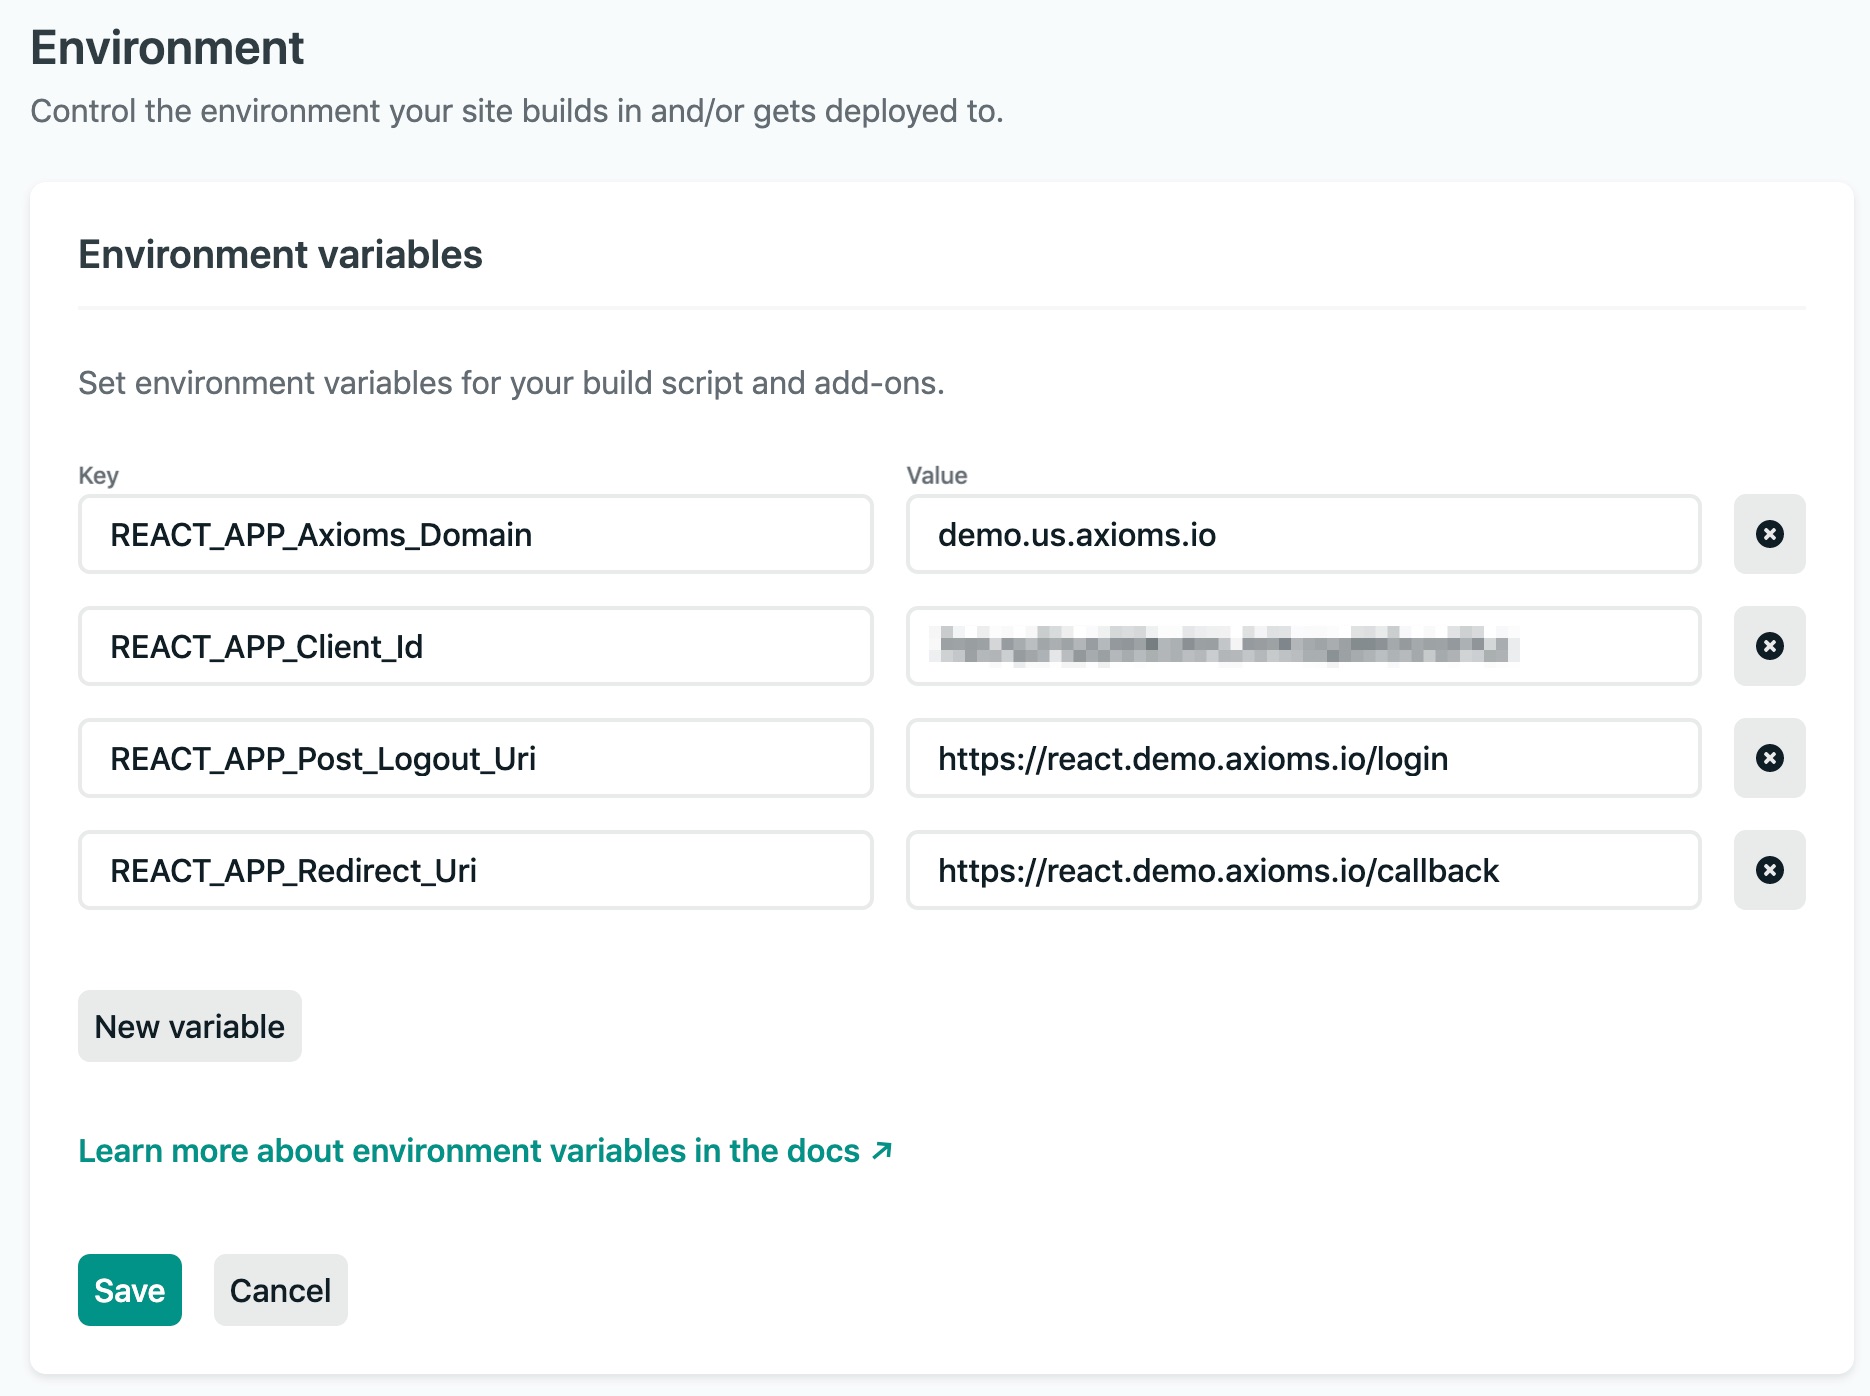 Environment
Control the environment your site builds in and/or gets deployed to.
Environment variables
Set environment variables for your build script and add-ons.
Key Value
REACT_APP_Axioms_Domain demo.us.axioms.io
REACT_APP_Client_Id
REACT_APP_Post_Logout_Uri https://react.demo.axioms.io/login
REACT_APP_Redirect_Uri https://react.demo.axioms.io/callback
New variable
Learn more about environment variables in the docs ↗
Save Cancel